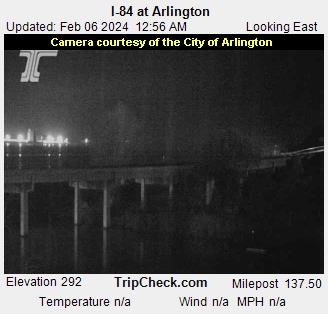 I-84 at Arlington
Updated: Feb 06 2024 12:56 AM Looking East
Camera courtesy of the City of Arlington
Elevation 292 TripCheck.com Milepost 137.50
Temperature n/a Wind n/a MPH n/a